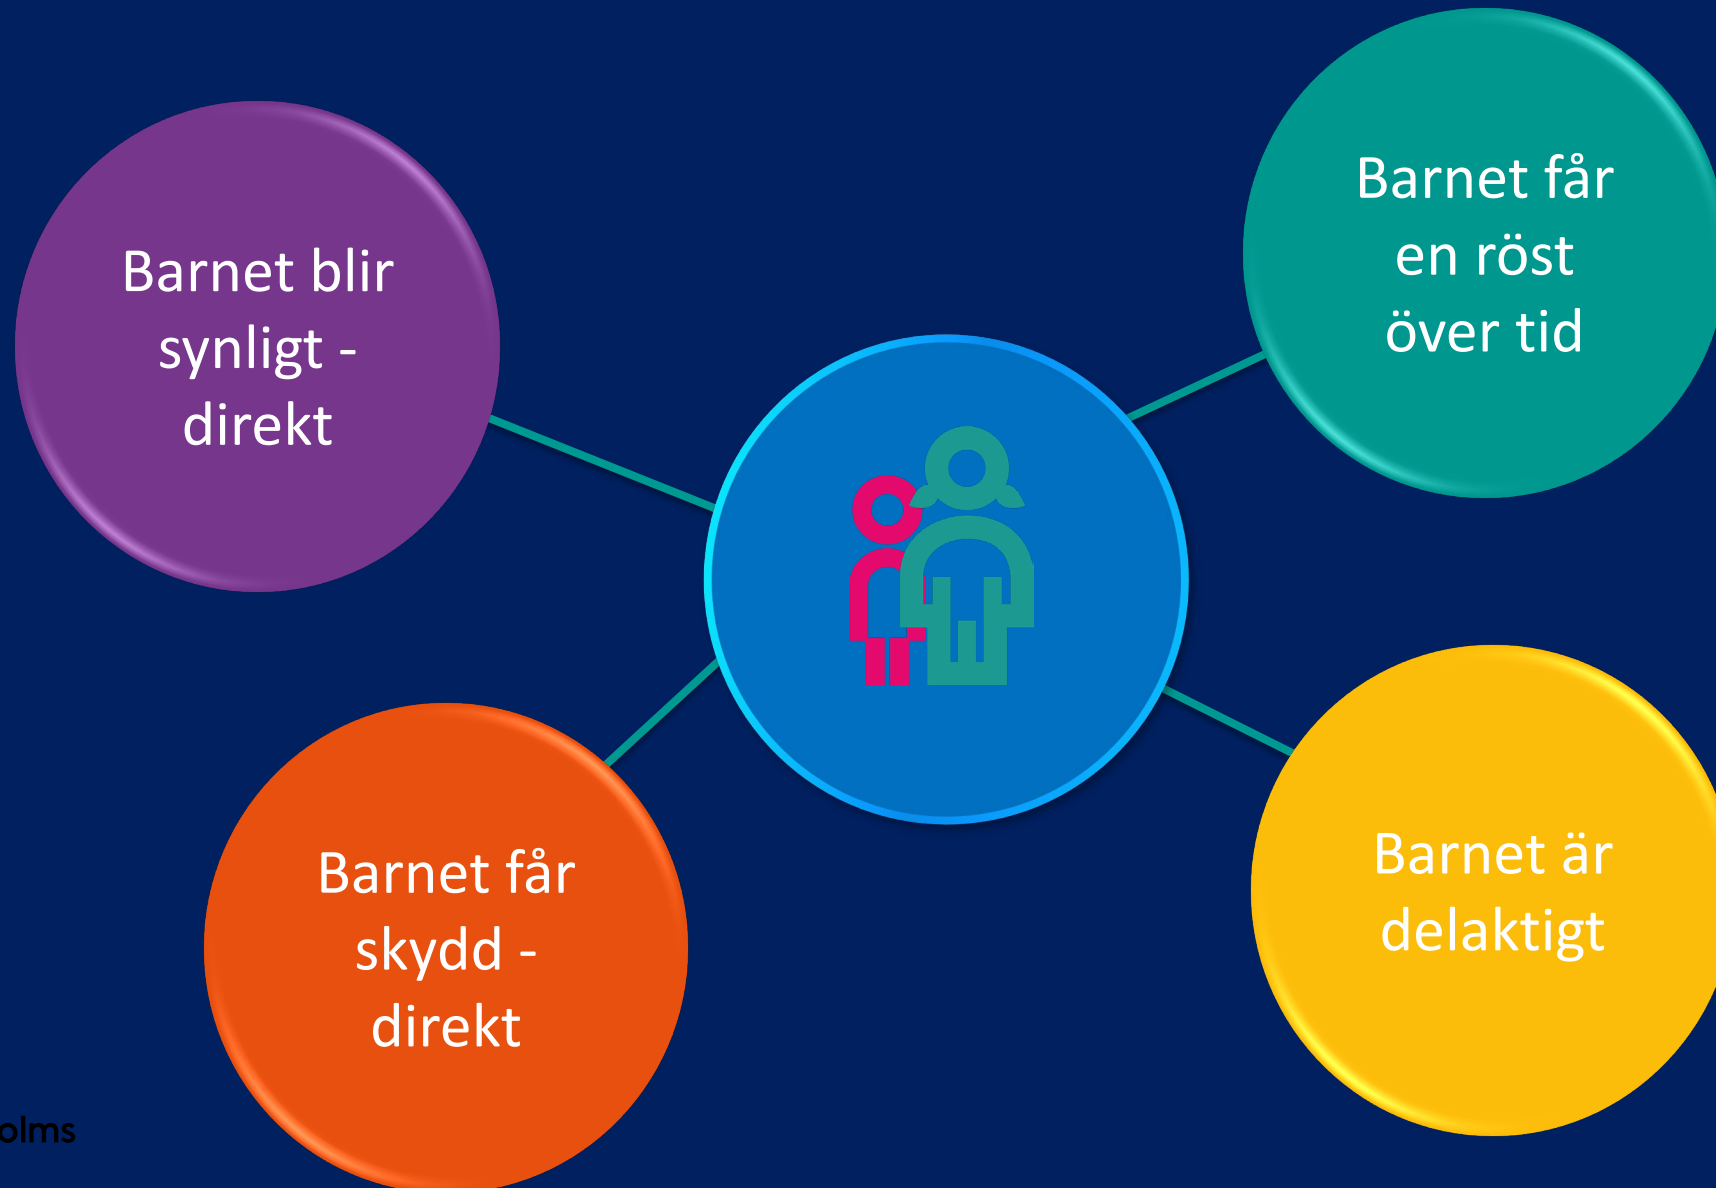 Barnet blir
synligt -
direkt
Barnet får
en röst
över tid
Barnet får
skydd -
direkt
Barnet är
delaktigt
olms